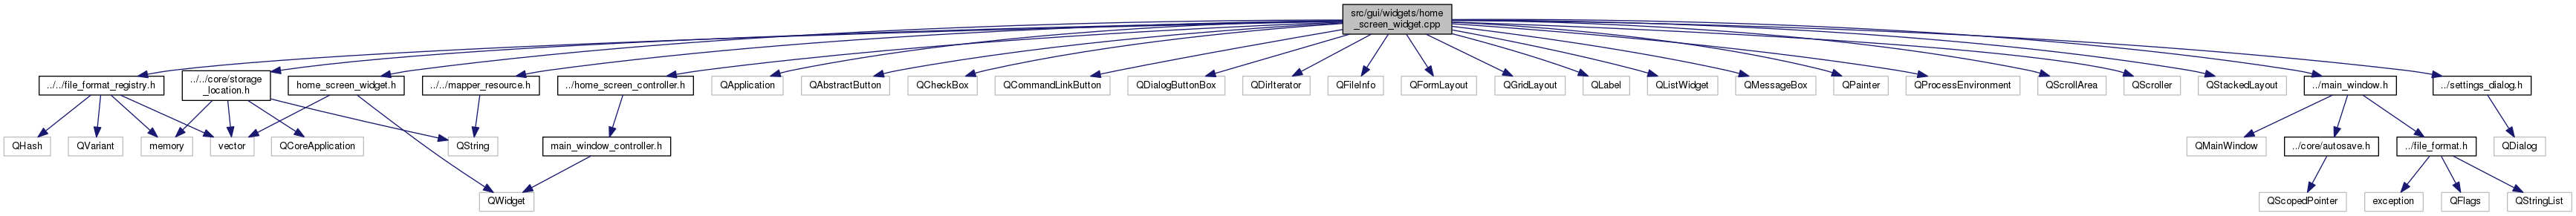 src/gui/widgets/home
_screen_widget.cpp
../../file_format_registry.h
../../core/storage
_location.h
home_screen_widget.h
../../mapper_resource.h
../home_screen_controller.h
QApplication
QAbstractButton
QCheckBox
QCommandLinkButton
QDialogButtonBox
QDirIterator
QFileInfo
QFormLayout
QGridLayout
QLabel
QListWidget
QMessageBox
QPainter
QProcessEnvironment
QScrollArea
QScroller
QStackedLayout
../main_window.h
../settings_dialog.h
QHash
QVariant
memory
vector
QCoreApplication
QString
main_window_controller.h
QMainWindow
../core/autosave.h
../file_format.h
QDialog
QWidget
QScopedPointer
exception
QFlags
QStringList